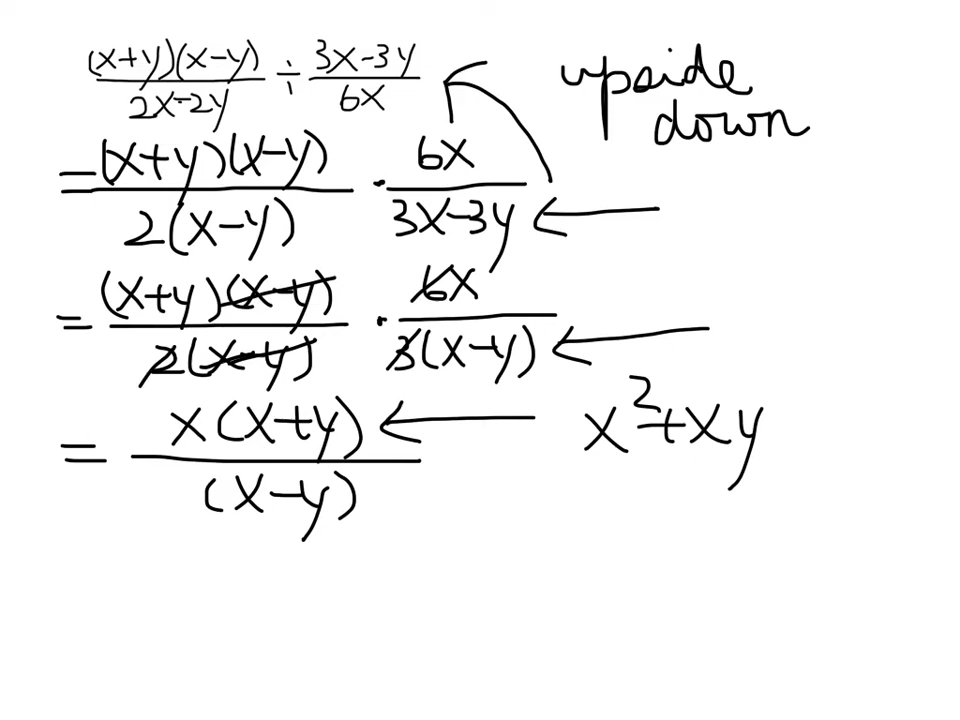 (x+y)(x-y)/2x-2y ÷ 3x-3y/6x
upside
down
= (x+y)(x-y)/2(x-y) · 6x/3x-3y
= (x+y)(x-y)/2(x-y) · 6x/3(x-y)
= x(x+y)/(x-y)
x²+xy